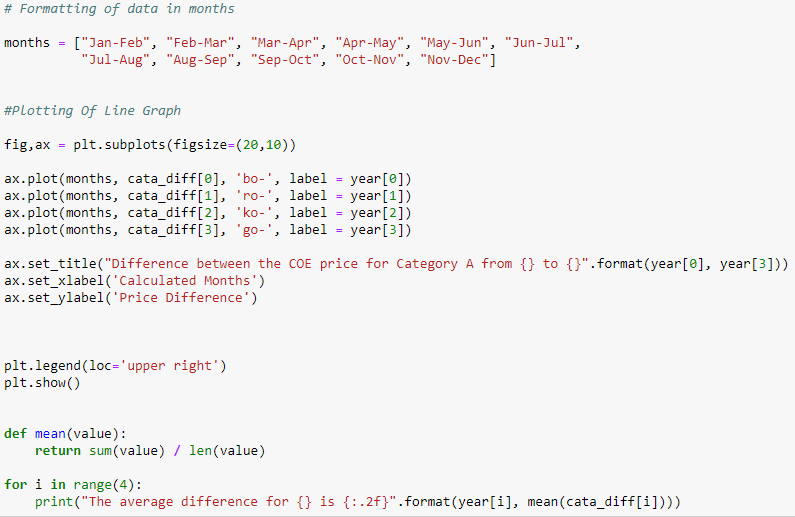 # Formatting of data in months
months = ["Jan-Feb", "Feb-Mar", "Mar-Apr", "Apr-May", "May-Jun", "Jun-Jul",
          "Jul-Aug", "Aug-Sep", "Sep-Oct", "Oct-Nov", "Nov-Dec"]
#Plotting Of Line Graph
fig,ax = plt.subplots(figsize=(20,10))
ax.plot(months, cata_diff[0], 'bo-', label = year[0])
ax.plot(months, cata_diff[1], 'ro-', label = year[1])
ax.plot(months, cata_diff[2], 'ko-', label = year[2])
ax.plot(months, cata_diff[3], 'go-', label = year[3])
ax.set_title("Difference between the COE price for Category A from {} to {}".format(year[0], year[3]))
ax.set_xlabel('Calculated Months')
ax.set_ylabel('Price Difference')
plt.legend(loc='upper right')
plt.show()
def mean(value):
    return sum(value) / len(value)
for i in range(4):
    print("The average difference for {} is {:.2f}".format(year[i], mean(cata_diff[i])))